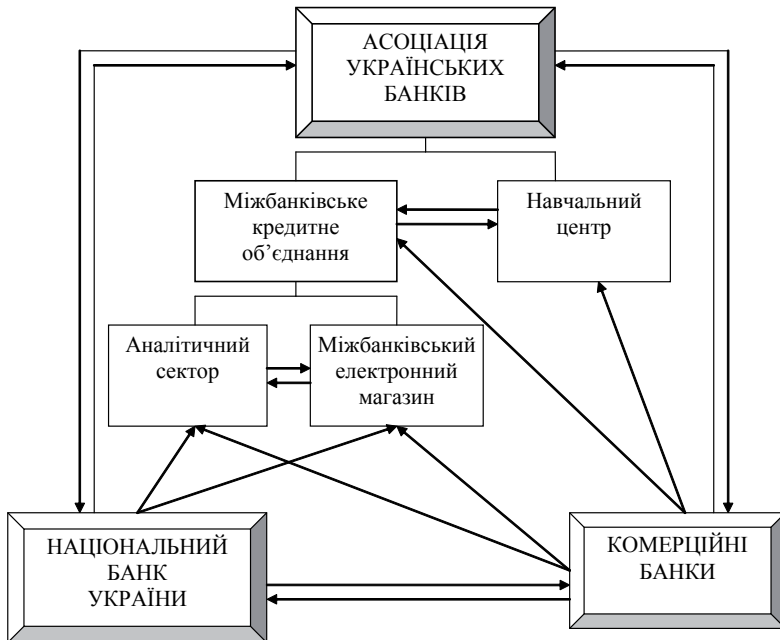 АСОЦІАЦІЯ
УКРАЇНСЬКИХ
БАНКІВ
Міжбанківське
кредитне
об’єднання
Навчальний
центр
Аналітичний
сектор
Міжбанківський
електронний
магазин
НАЦІОНАЛЬНИЙ
БАНК
УКРАЇНИ
КОМЕРЦІЙНІ
БАНКИ